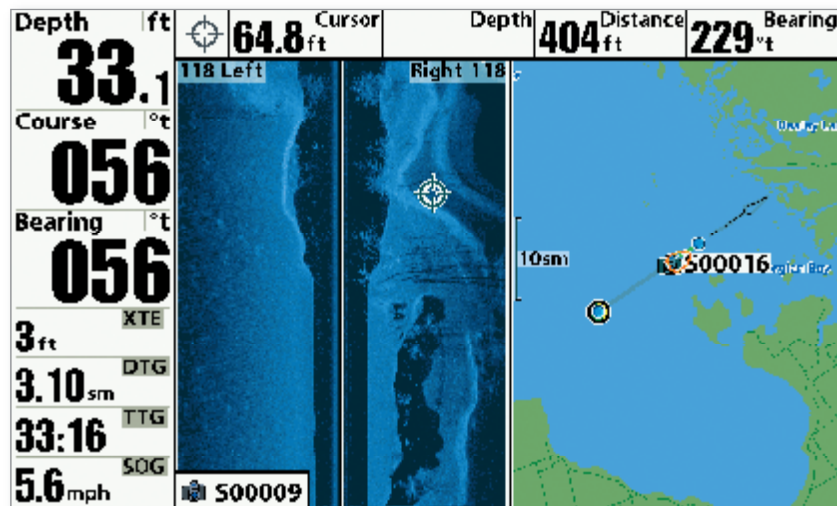 Depth ft
33.1
Course °t
056
Bearing °t
056
XTE
3ft
DTG
3.10sm
TTG
33:16
SOG
5.6mph
Cursor
64.8ft
Depth
Distance
404ft
Bearing
229°t
118 Left
Right 118
S00009
10sm
S00016